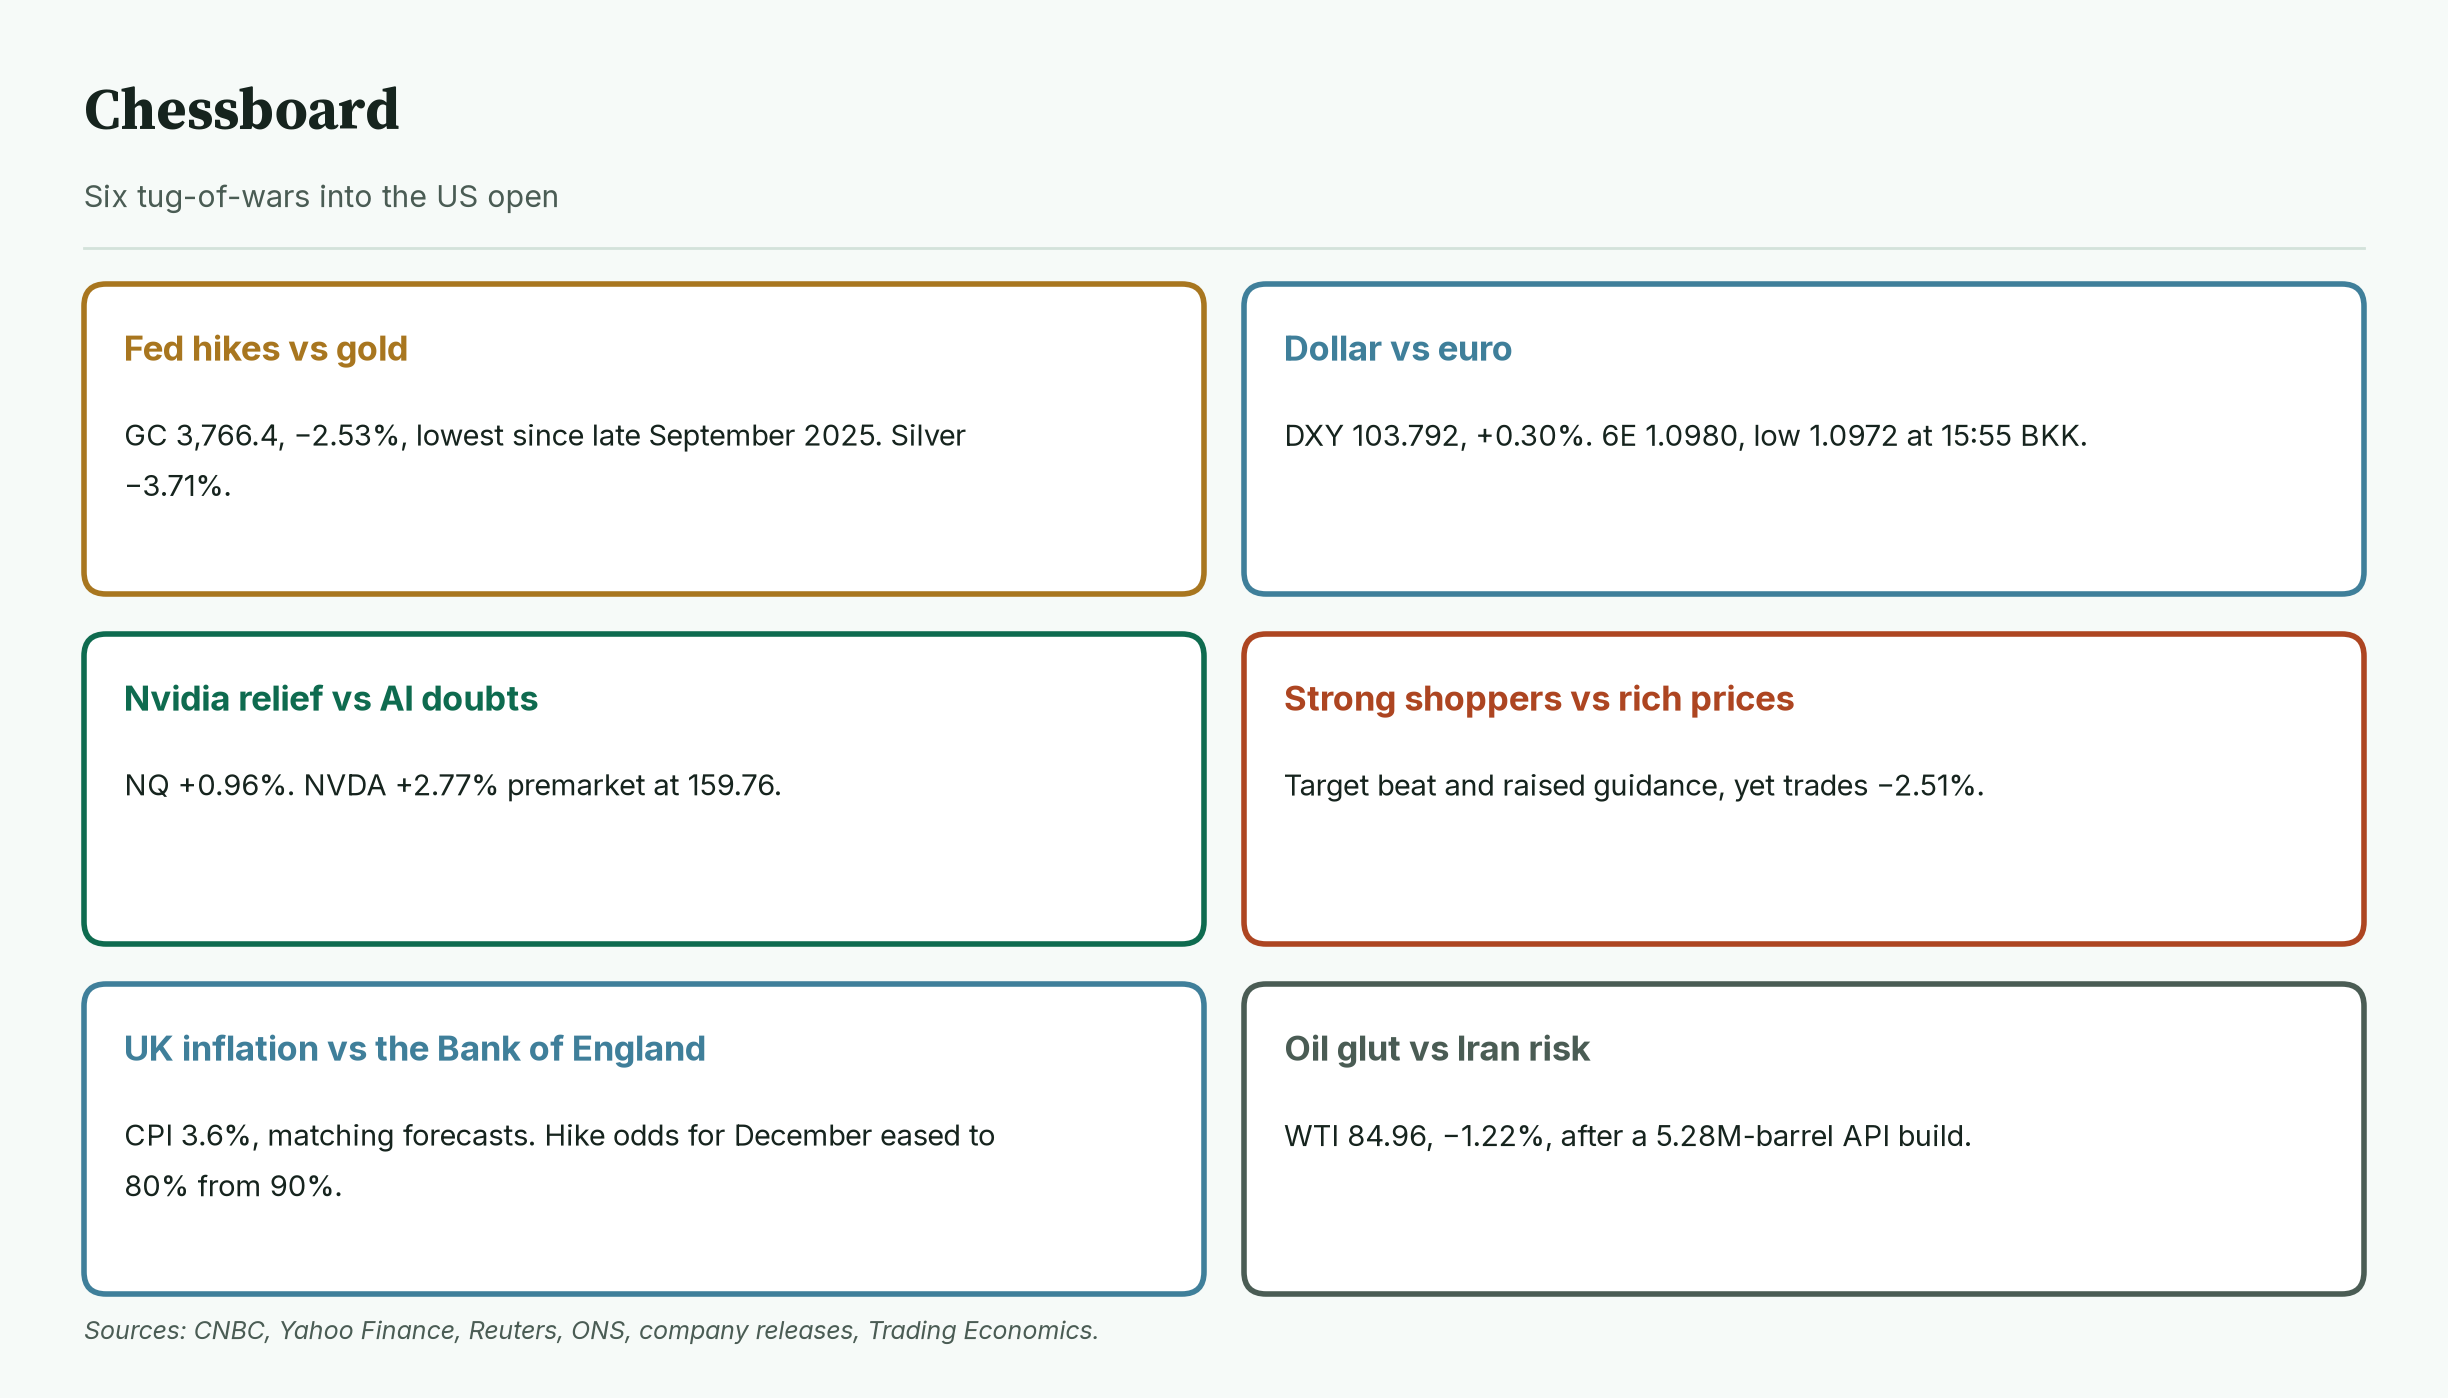 Chessboard
Six tug-of-wars into the US open
Fed hikes vs gold
GC 3,766.4, −2.53%, lowest since late September 2025. Silver
−3.71%.
Dollar vs euro
DXY 103.792, +0.30%. 6E 1.0980, low 1.0972 at 15:55 BKK.
Nvidia relief vs AI doubts
NQ +0.96%. NVDA +2.77% premarket at 159.76.
Strong shoppers vs rich prices
Target beat and raised guidance, yet trades −2.51%.
UK inflation vs the Bank of England
CPI 3.6%, matching forecasts. Hike odds for December eased to
80% from 90%.
Oil glut vs Iran risk
WTI 84.96, −1.22%, after a 5.28M-barrel API build.
Sources: CNBC, Yahoo Finance, Reuters, ONS, company releases, Trading Economics.